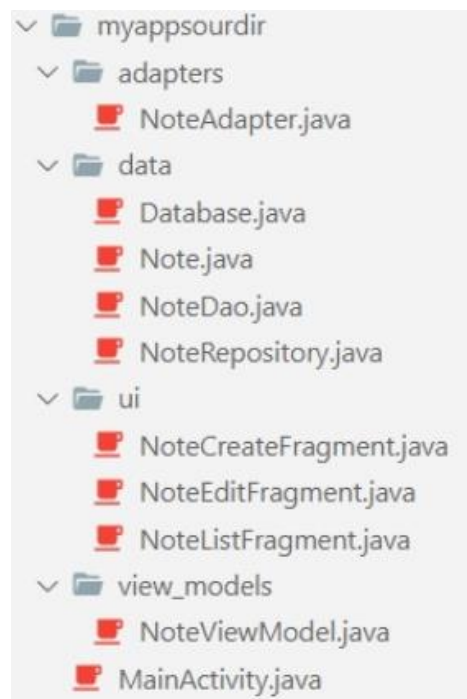 myappsourdir
adapters
NoteAdapter.java
data
Database.java
Note.java
NoteDao.java
NoteRepository.java
ui
NoteCreateFragment.java
NoteEditFragment.java
NoteListFragment.java
view_models
NoteViewModel.java
MainActivity.java